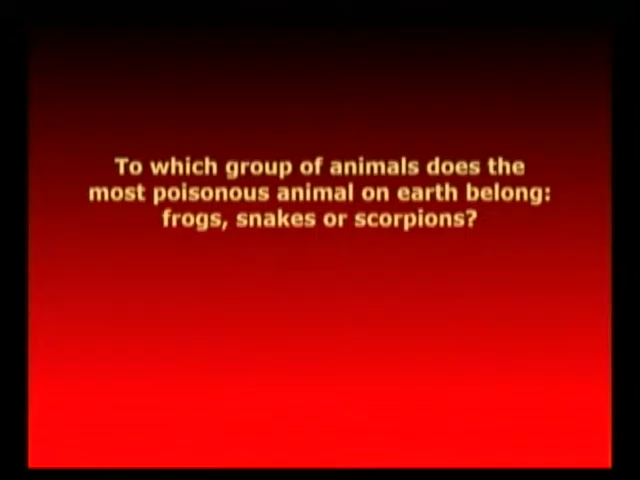 To which group of animals does the
most poisonous animal on earth belong:
frogs, snakes or scorpions?